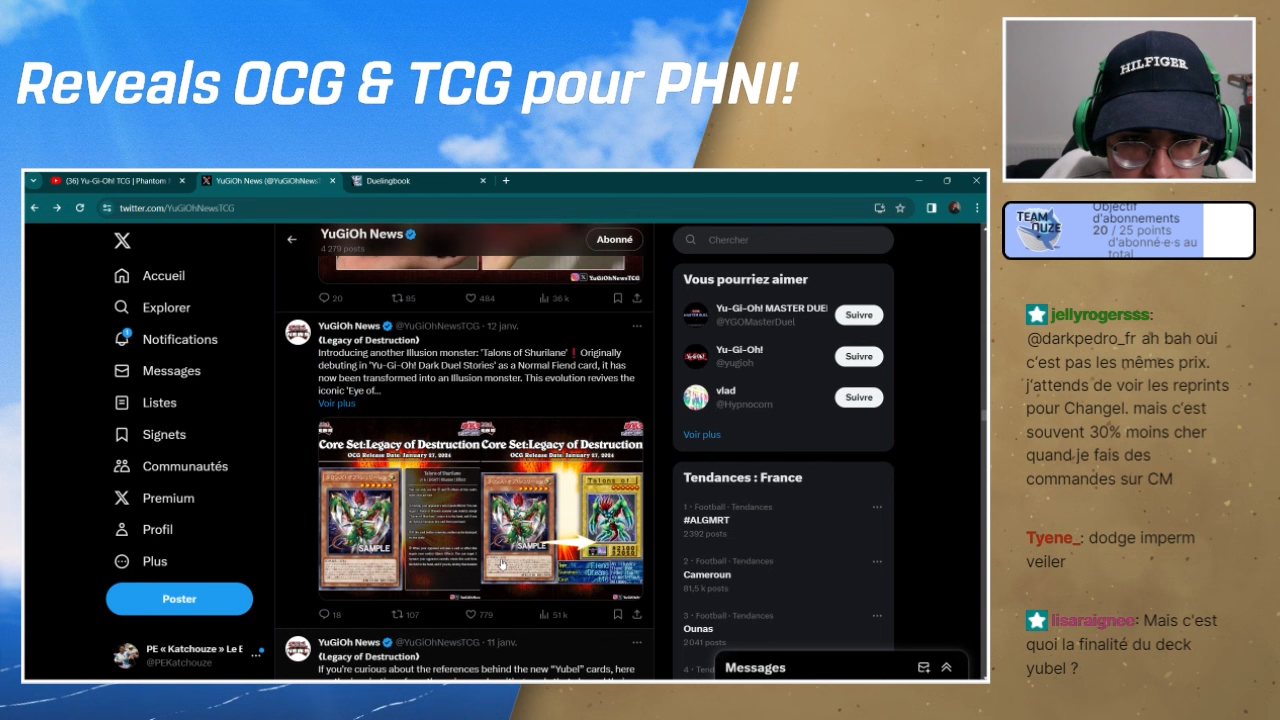 Reveals OCG & TCG pour PHNI!
HILFIGER
(36) Yu-Gi-Oh! TCG | Phantom
YuGiOh News (@YuGiOhNewsT
Duelingbook
twitter.com/YuGiOhNewsTCG
TEAM
OUZE
Objectif
d'abonnements
20 / 25 points
d'abonné·e·s au
total
YuGiOh News
4 279 posts
Abonné
Chercher
Accueil
Explorer
Notifications
Messages
Listes
Signets
Communautés
Premium
Profil
Plus
Poster
PE « Katchouze » Le E
@PEKatchouze
YuGiOhNewsTCG
20
85
484
36 k
YuGiOh News @YuGiOhNewsTCG · 12 janv.
(Legacy of Destruction)
Introducing another Illusion monster: 'Talons of Shurilane' ❗ Originally
debuting in 'Yu-Gi-Oh! Dark Duel Stories' as a Normal Fiend card, it has
now been transformed into an Illusion monster. This evolution revives the
iconic 'Eye of...
Voir plus
Core Set:Legacy of Destruction
OCG Release Date: January 27, 2024
SAMPLE
Core Set:Legacy of Destruction
OCG Release Date: January 27, 2024
SAMPLE
18
107
779
51 k
YuGiOh News @YuGiOhNewsTCG · 11 janv.
(Legacy of Destruction)
If you're curious about the references behind the new "Yubel" cards, here
Vous pourriez aimer
Yu-Gi-Oh! MASTER DUE
@YGOMasterDuel
Suivre
Yu-Gi-Oh!
@yugioh
Suivre
vlad
@Hypnocorn
Suivre
Voir plus
Tendances : France
1 · Football · Tendances
#ALGMRT
2 392 posts
2 · Football · Tendances
Cameroun
81,5 k posts
3 · Football · Tendances
Ounas
2 041 posts
Messages
jellyrogersss:
@darkpedro_fr ah bah oui
c'est pas les mêmes prix.
j'attends de voir les reprints
pour Changel. mais c'est
souvent 30% moins cher
quand je fais des
commandes sur CM
Tyene_: dodge imperm
veiler
lisaraignee: Mais c'est
quoi la finalité du deck
yubel ?